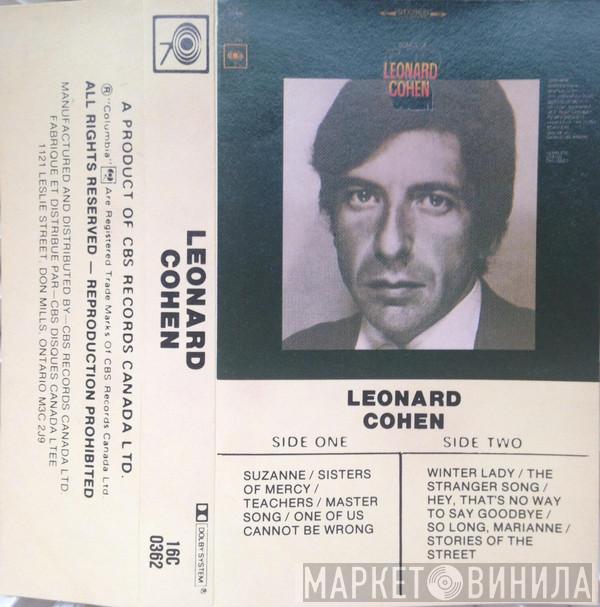 A PRODUCT OF CBS RECORDS CANADA LTD.
® "Columbia" Are Registered Trade Marks Of CBS Records Canada Ltd.
ALL RIGHTS RESERVED — REPRODUCTION PROHIBITED
MANUFACTURED AND DISTRIBUTED BY—CBS RECORDS CANADA LTD
FABRIQUE ET DISTRIBUE PAR—CBS DISQUES CANADA LTEE
1121 LESLIE STREET, DON MILLS, ONTARIO M3C 2J9
LEONARD
COHEN
DOLBY SYSTEM
16C
0362
STEREO
SONGS OF
LEONARD
COHEN
LEONARD
COHEN
SIDE ONE
SUZANNE / SISTERS
OF MERCY /
TEACHERS / MASTER
SONG / ONE OF US
CANNOT BE WRONG
SIDE TWO
WINTER LADY / THE
STRANGER SONG /
HEY, THAT'S NO WAY
TO SAY GOODBYE /
SO LONG, MARIANNE /
STORIES OF THE
STREET
МАРКЕТ ВИНИЛА